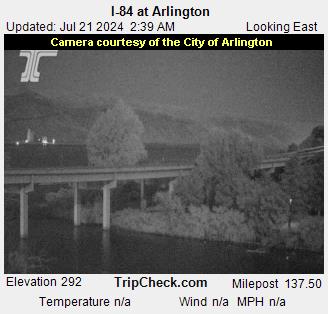 I-84 at Arlington
Updated: Jul 21 2024 2:39 AM Looking East
Camera courtesy of the City of Arlington
Elevation 292 TripCheck.com Milepost 137.50
Temperature n/a Wind n/a MPH n/a